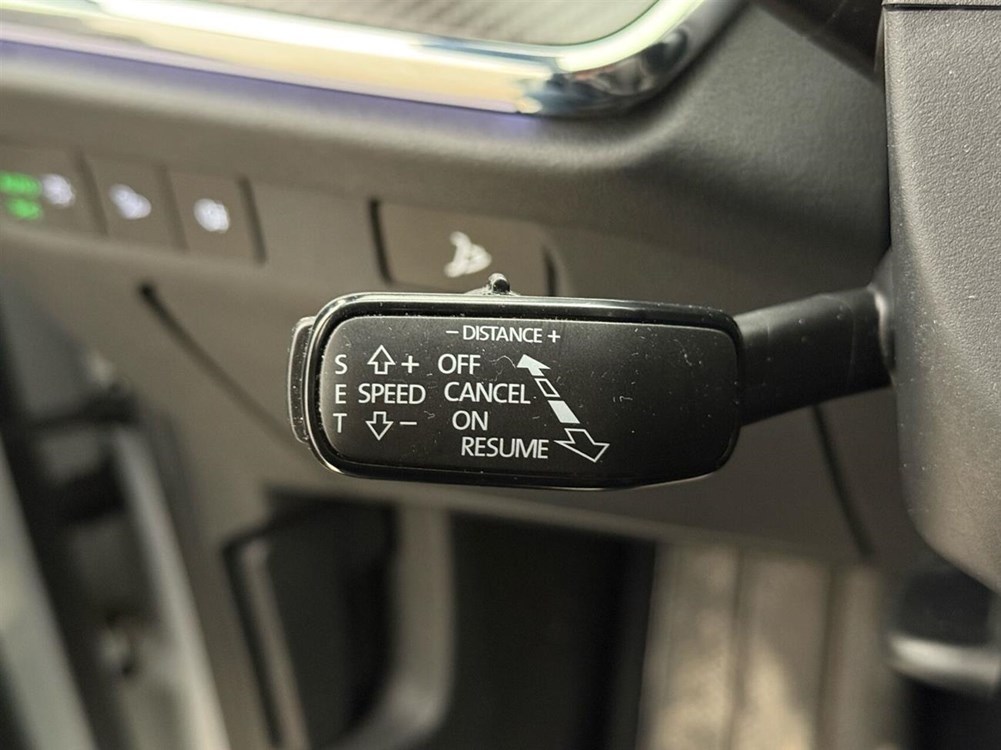 − DISTANCE +
S + OFF
E SPEED CANCEL
T − ON
RESUME